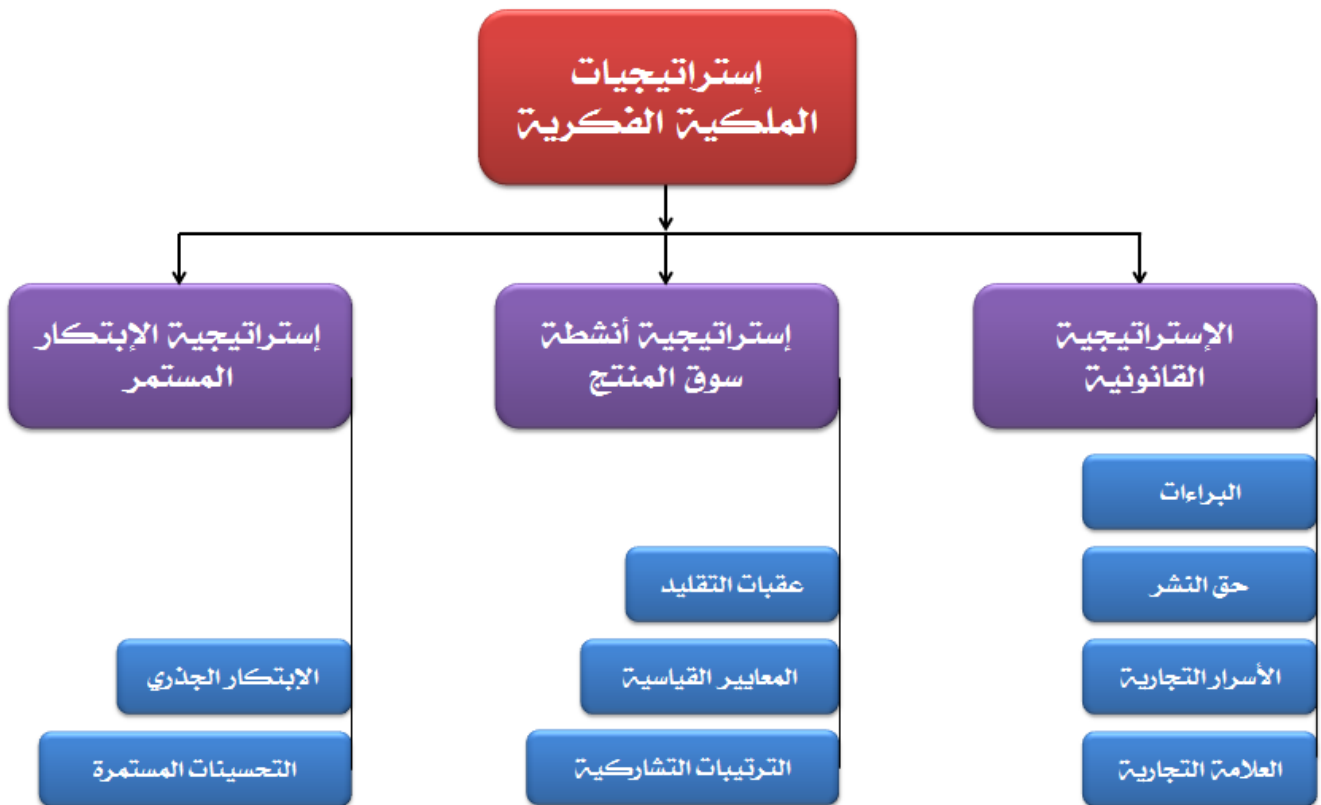 إستراتيجيات
الملكية الفكرية
الإستراتيجية
القانونية
البراءات
حق النشر
الأسرار التجارية
العلامة التجارية
إستراتيجية أنشطة
سوق المنتج
عقبات التقليد
المعايير القياسية
الترتيبات التشاركية
إستراتيجية الإبتكار
المستمر
الإبتكار الجذري
التحسينات المستمرة